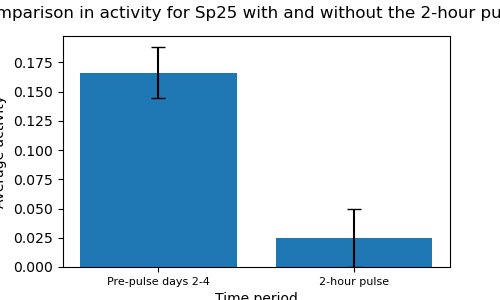 mparison in activity for Sp25 with and without the 2-hour pu
0.175
0.150
0.125
0.100
0.075
0.050
0.025
0.000
Average activity
Pre-pulse days 2-4
2-hour pulse
Time period